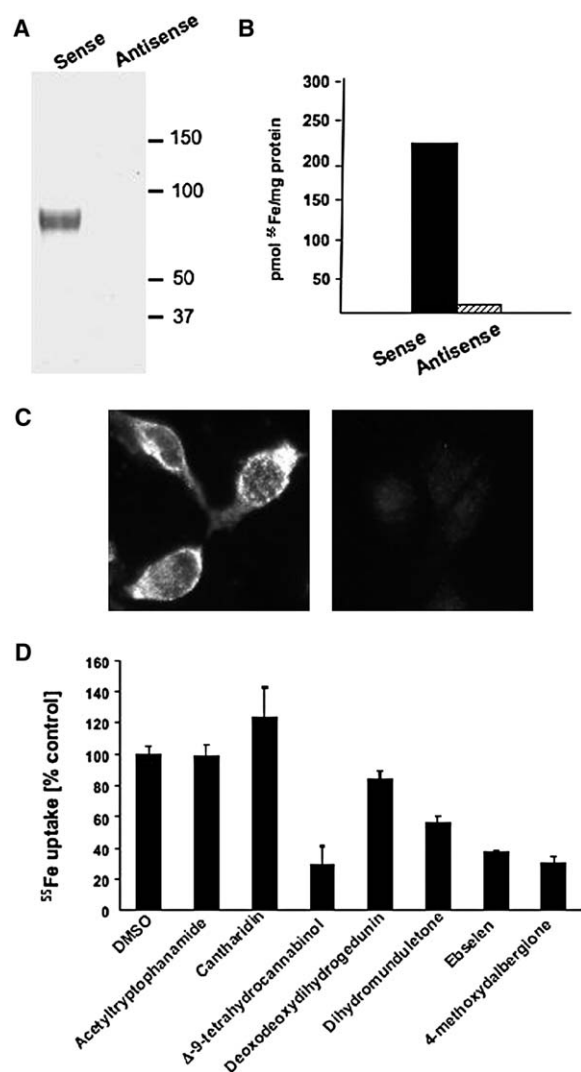 A
Sense
Antisense
150
100
50
37
B
pmol ⁵⁵Fe/mg protein
300
250
200
150
100
50
Sense
Antisense
C
D
⁵⁵Fe uptake [% control]
160
140
120
100
80
60
40
20
0
DMSO
Acetyltryptophanamide
Cantharidin
Δ-9-tetrahydrocannabinol
Deoxodeoxydihydrogedunin
Dihydromunduletone
Ebselen
4-methoxydalbergione